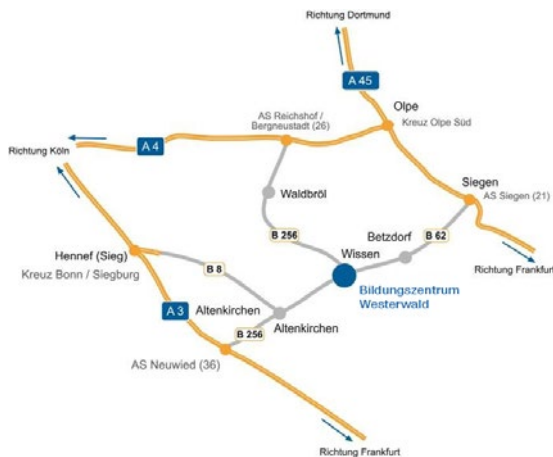 Richtung Dortmund
A 45
Olpe
Kreuz Olpe Süd
AS Reichshof /
Bergneustadt (26)
A 4
Richtung Köln
Waldbröl
Siegen
AS Siegen (21)
B 62
Betzdorf
B 256
Wissen
Hennef (Sieg)
Kreuz Bonn / Siegburg
B 8
Richtung Frankfurt
Bildungszentrum
Westerwald
A 3
Altenkirchen
Altenkirchen
B 256
AS Neuwied (36)
Richtung Frankfurt